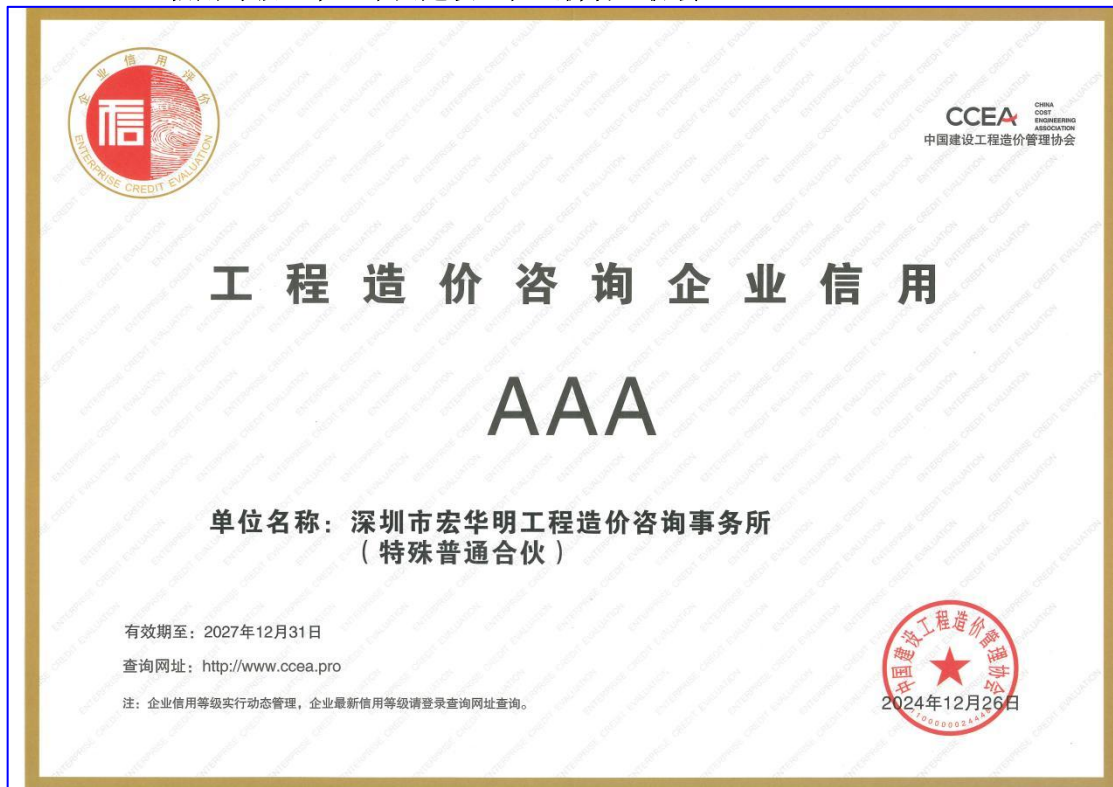 企业信用评价
信
ENTERPRISE CREDIT EVALUATION
CCEA
CHINA
COST
ENGINEERING
ASSOCIATION
中国建设工程造价管理协会
工程造价咨询企业信用
AAA
单位名称：深圳市宏华明工程造价咨询事务所
（特殊普通合伙）
有效期至：2027年12月31日
查询网址：http://www.ccea.pro
注：企业信用等级实行动态管理，企业最新信用等级请登录查询网址查询。
中国建设工程造价管理协会
2024年12月26日